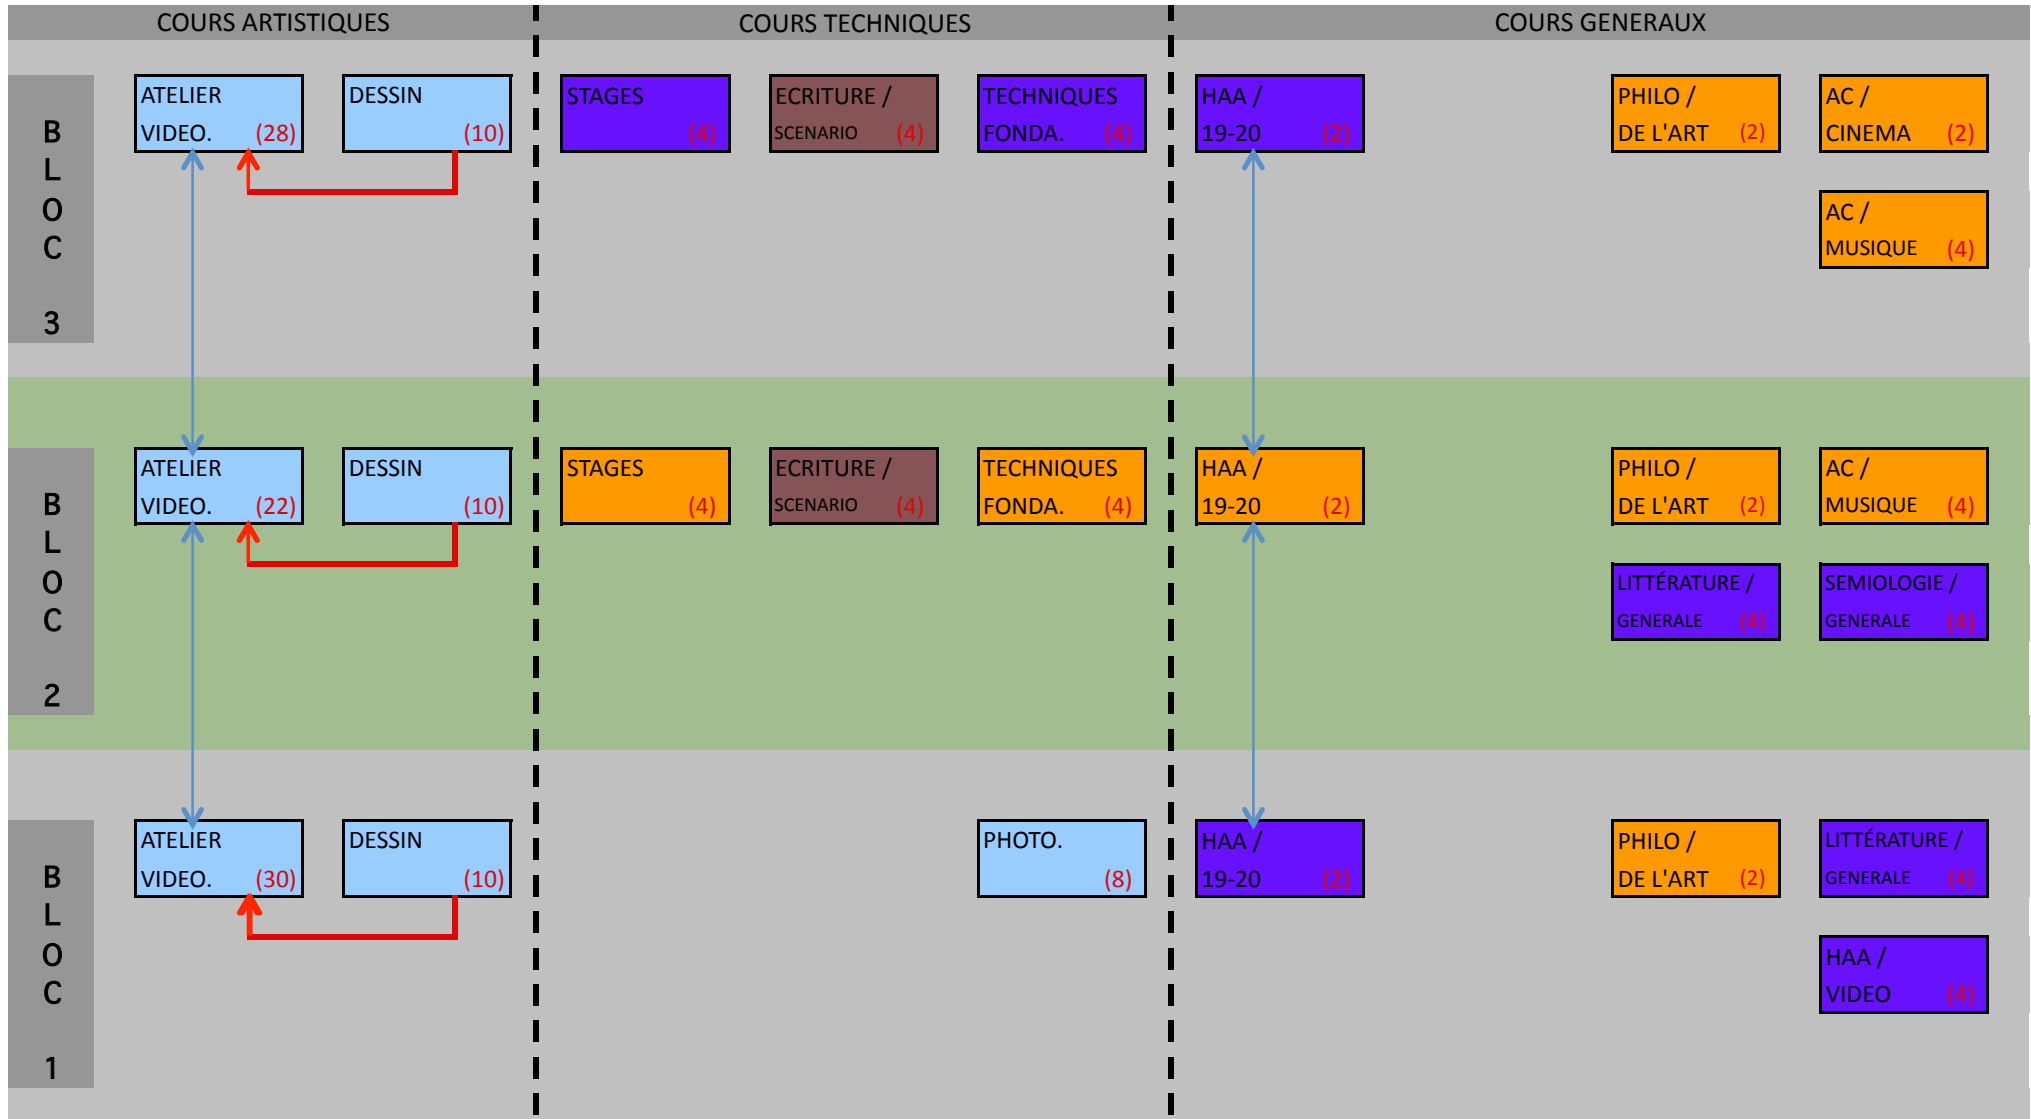 COURS ARTISTIQUES
COURS TECHNIQUES
COURS GENERAUX
B
L
O
C
3
ATELIER
VIDEO. (28)
DESSIN
(10)
STAGES
(4)
ECRITURE /
SCENARIO (4)
TECHNIQUES
FONDA. (4)
HAA /
19-20 (2)
PHILO /
DE L'ART (2)
AC /
CINEMA (2)
AC /
MUSIQUE (4)
B
L
O
C
2
ATELIER
VIDEO. (22)
DESSIN
(10)
STAGES
(4)
ECRITURE /
SCENARIO (4)
TECHNIQUES
FONDA. (4)
HAA /
19-20 (2)
PHILO /
DE L'ART (2)
AC /
MUSIQUE (4)
LITTÉRATURE /
GENERALE (4)
SEMIOLOGIE /
GENERALE (4)
B
L
O
C
1
ATELIER
VIDEO. (30)
DESSIN
(10)
PHOTO.
(8)
HAA /
19-20 (2)
PHILO /
DE L'ART (2)
LITTÉRATURE /
GENERALE (4)
HAA /
VIDEO (4)